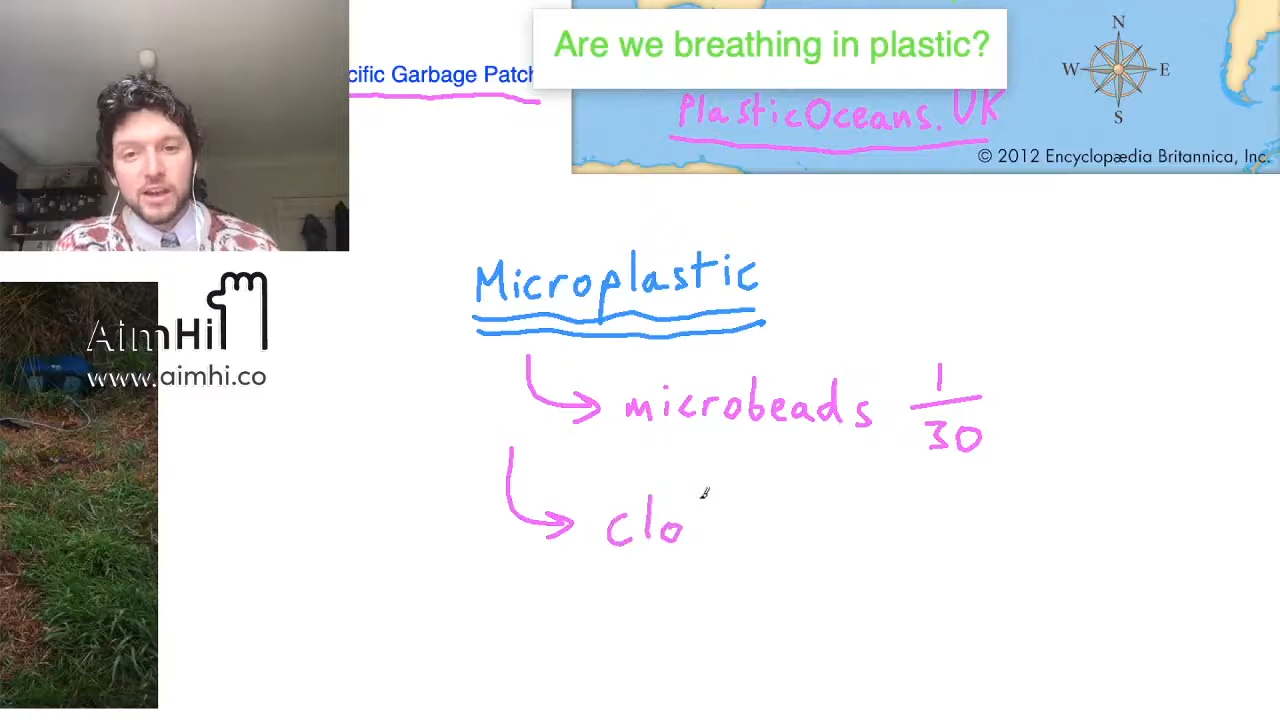 Are we breathing in plastic?
cific Garbage Patch
PlasticOceans.UK
N
W E
S
© 2012 Encyclopædia Britannica, Inc.
AimHi
www.aimhi.co
Microplastic
microbeads 1/30
clo